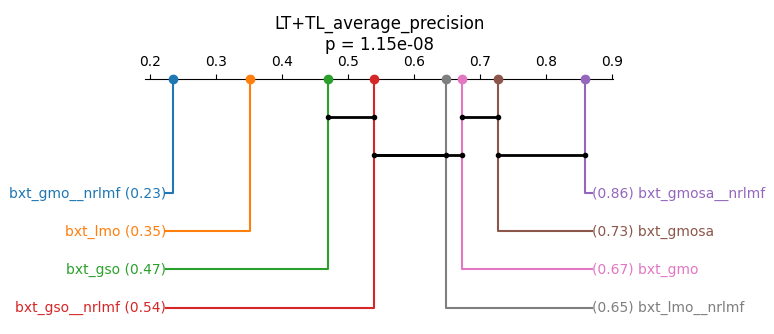 LT+TL_average_precision
p = 1.15e-08
0.2 0.3 0.4 0.5 0.6 0.7 0.8 0.9
bxt_gmo__nrlmf (0.23) (0.86) bxt_gmosa__nrlmf
bxt_lmo (0.35) (0.73) bxt_gmosa
bxt_gso (0.47) (0.67) bxt_gmo
bxt_gso__nrlmf (0.54) (0.65) bxt_lmo__nrlmf